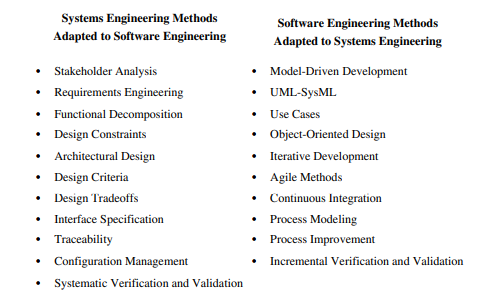 Systems Engineering Methods
Adapted to Software Engineering
• Stakeholder Analysis
• Requirements Engineering
• Functional Decomposition
• Design Constraints
• Architectural Design
• Design Criteria
• Design Tradeoffs
• Interface Specification
• Traceability
• Configuration Management
• Systematic Verification and Validation
Software Engineering Methods
Adapted to Systems Engineering
• Model-Driven Development
• UML-SysML
• Use Cases
• Object-Oriented Design
• Iterative Development
• Agile Methods
• Continuous Integration
• Process Modeling
• Process Improvement
• Incremental Verification and Validation